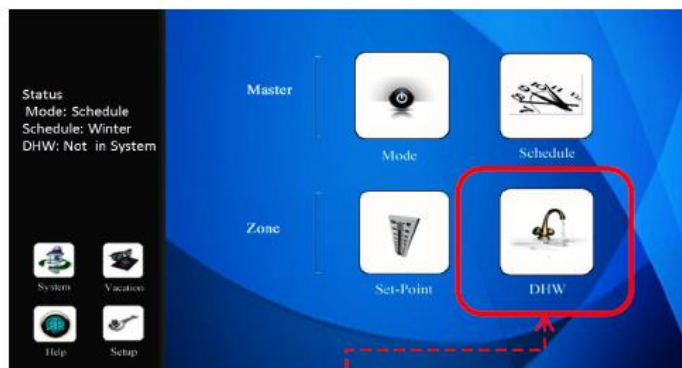 Status
Mode: Schedule
Schedule: Winter
DHW: Not in System
Master
Mode
Schedule
Zone
Set-Point
DHW
System
Vacation
Help
Setup